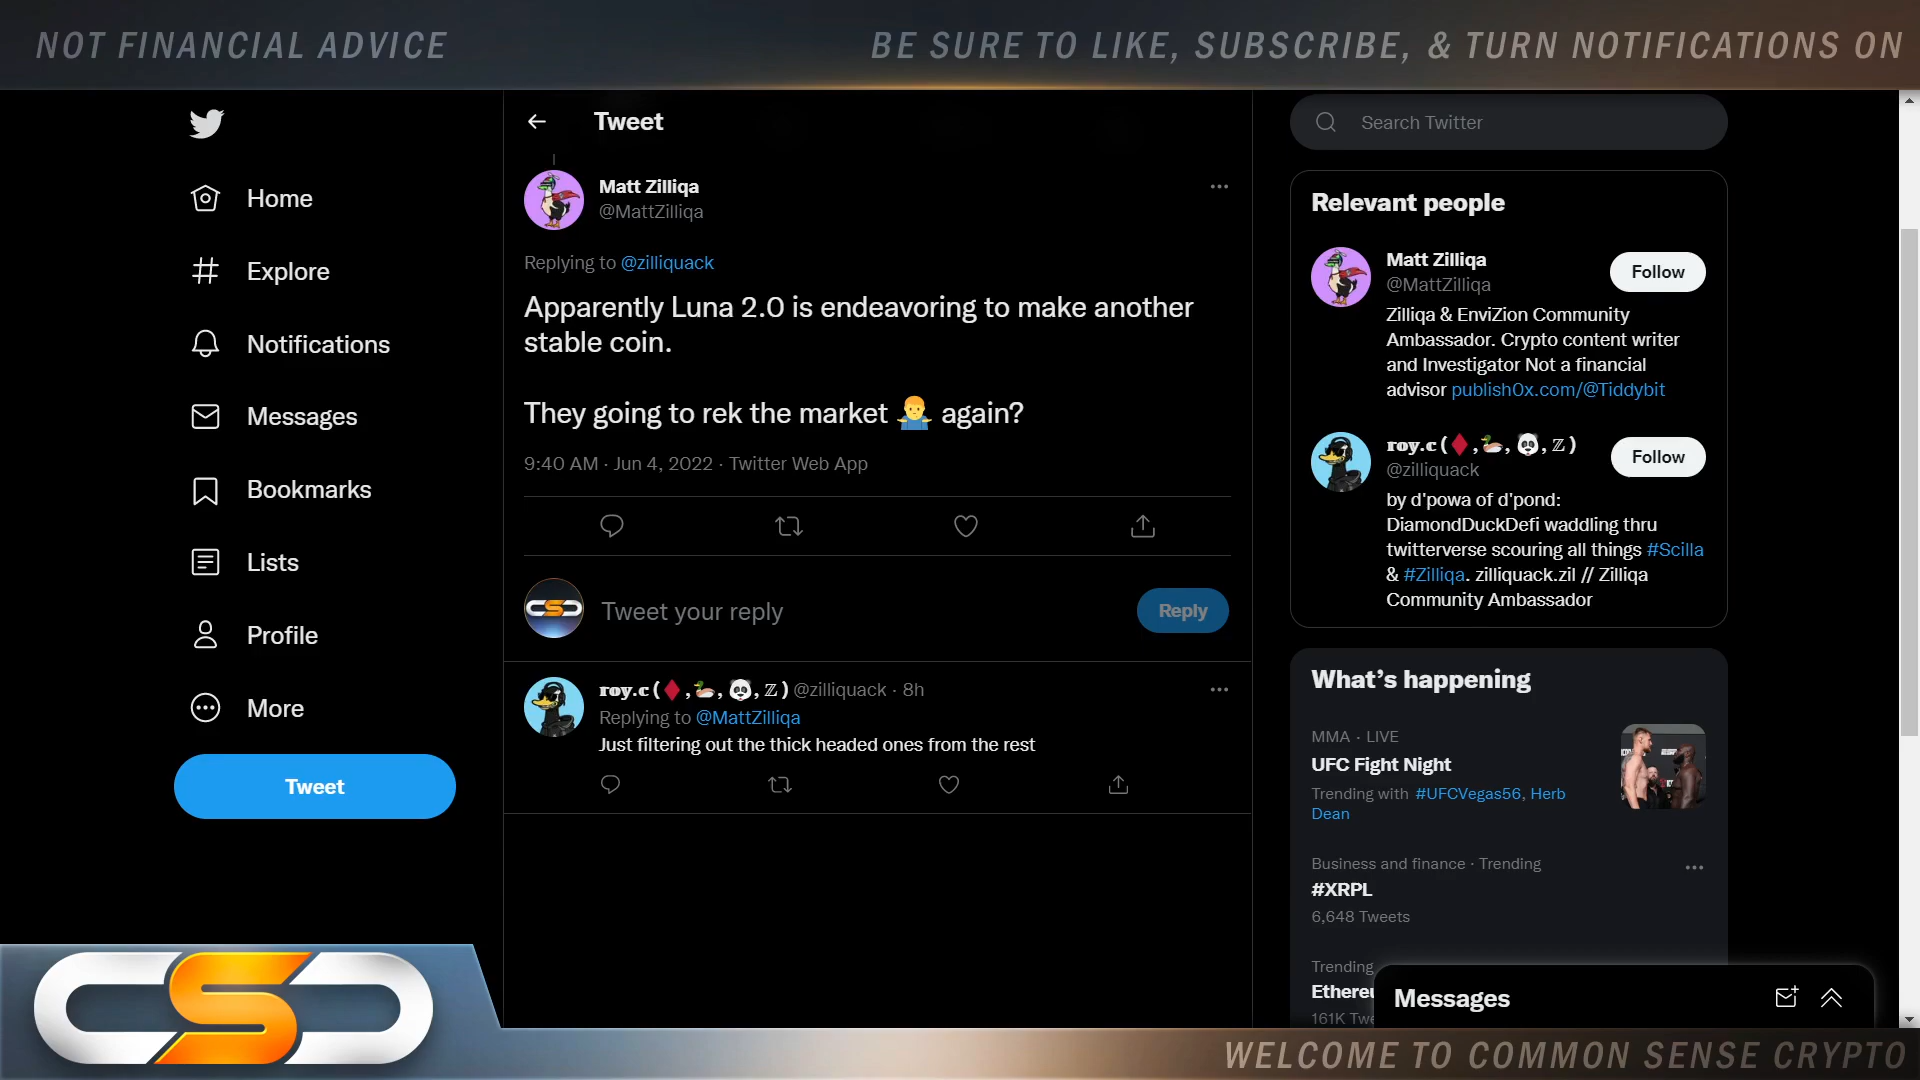 NOT FINANCIAL ADVICE
BE SURE TO LIKE, SUBSCRIBE, & TURN NOTIFICATIONS ON
Home
Explore
Notifications
Messages
Bookmarks
Lists
Profile
More
Tweet
Tweet
Matt Zilliqa
@MattZilliqa
Replying to @zilliquack
Apparently Luna 2.0 is endeavoring to make another
stable coin.
They going to rek the market 🤷‍♂️ again?
9:40 AM · Jun 4, 2022 · Twitter Web App
Tweet your reply
Reply
roy.c (♦️,🦆, 🐼, ℤ) @zilliquack · 8h
Replying to @MattZilliqa
Just filtering out the thick headed ones from the rest
Search Twitter
Relevant people
Matt Zilliqa
@MattZilliqa
Follow
Zilliqa & EnviZion Community
Ambassador. Crypto content writer
and Investigator Not a financial
advisor publish0x.com/@Tiddybit
roy.c (♦️,🦆, 🐼, ℤ)
@zilliquack
Follow
by d'powa of d'pond:
DiamondDuckDefi waddling thru
twitterverse scouring all things #Scilla
& #Zilliqa. zilliquack.zil // Zilliqa
Community Ambassador
What's happening
MMA · LIVE
UFC Fight Night
Trending with #UFCVegas56, Herb
Dean
Business and finance · Trending
#XRPL
6,648 Tweets
Trending
Ethereu
161K Twe
Messages
CSC
WELCOME TO COMMON SENSE CRYPTO